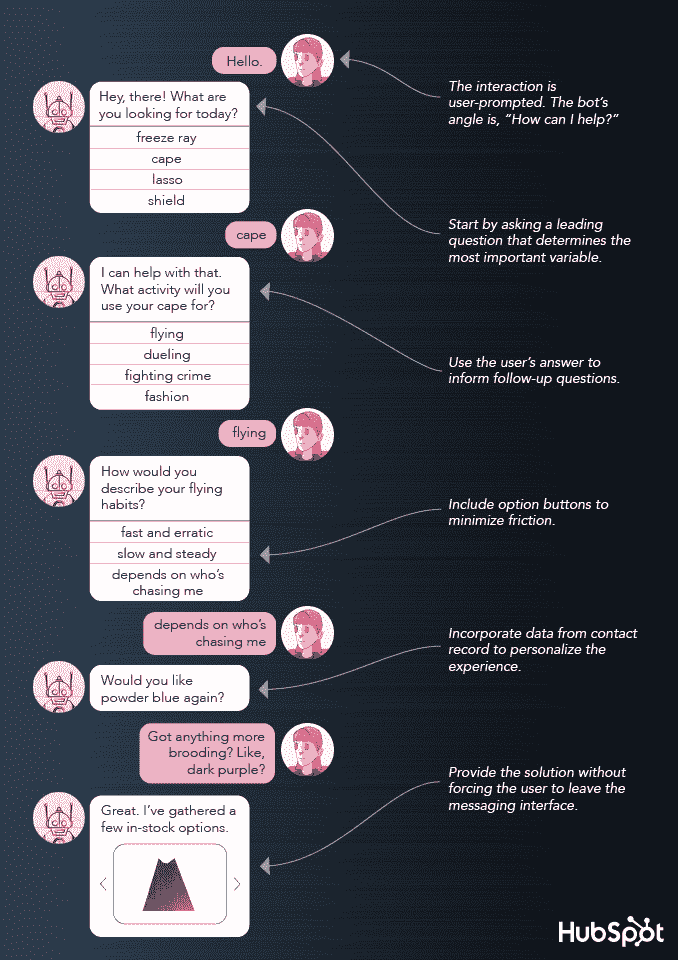 Hello.
The interaction is
user-prompted. The bot's
angle is, "How can I help?"
Hey, there! What are
you looking for today?
freeze ray
cape
lasso
shield
Start by asking a leading
question that determines the
most important variable.
cape
I can help with that.
What activity will you
use your cape for?
flying
dueling
fighting crime
fashion
Use the user's answer to
inform follow-up questions.
flying
How would you
describe your flying
habits?
fast and erratic
slow and steady
depends on who's
chasing me
Include option buttons to
minimize friction.
depends on who's
chasing me
Incorporate data from contact
record to personalize the
experience.
Would you like
powder blue again?
Got anything more
brooding? Like,
dark purple?
Provide the solution without
forcing the user to leave the
messaging interface.
Great. I've gathered a
few in-stock options.
HubSpot